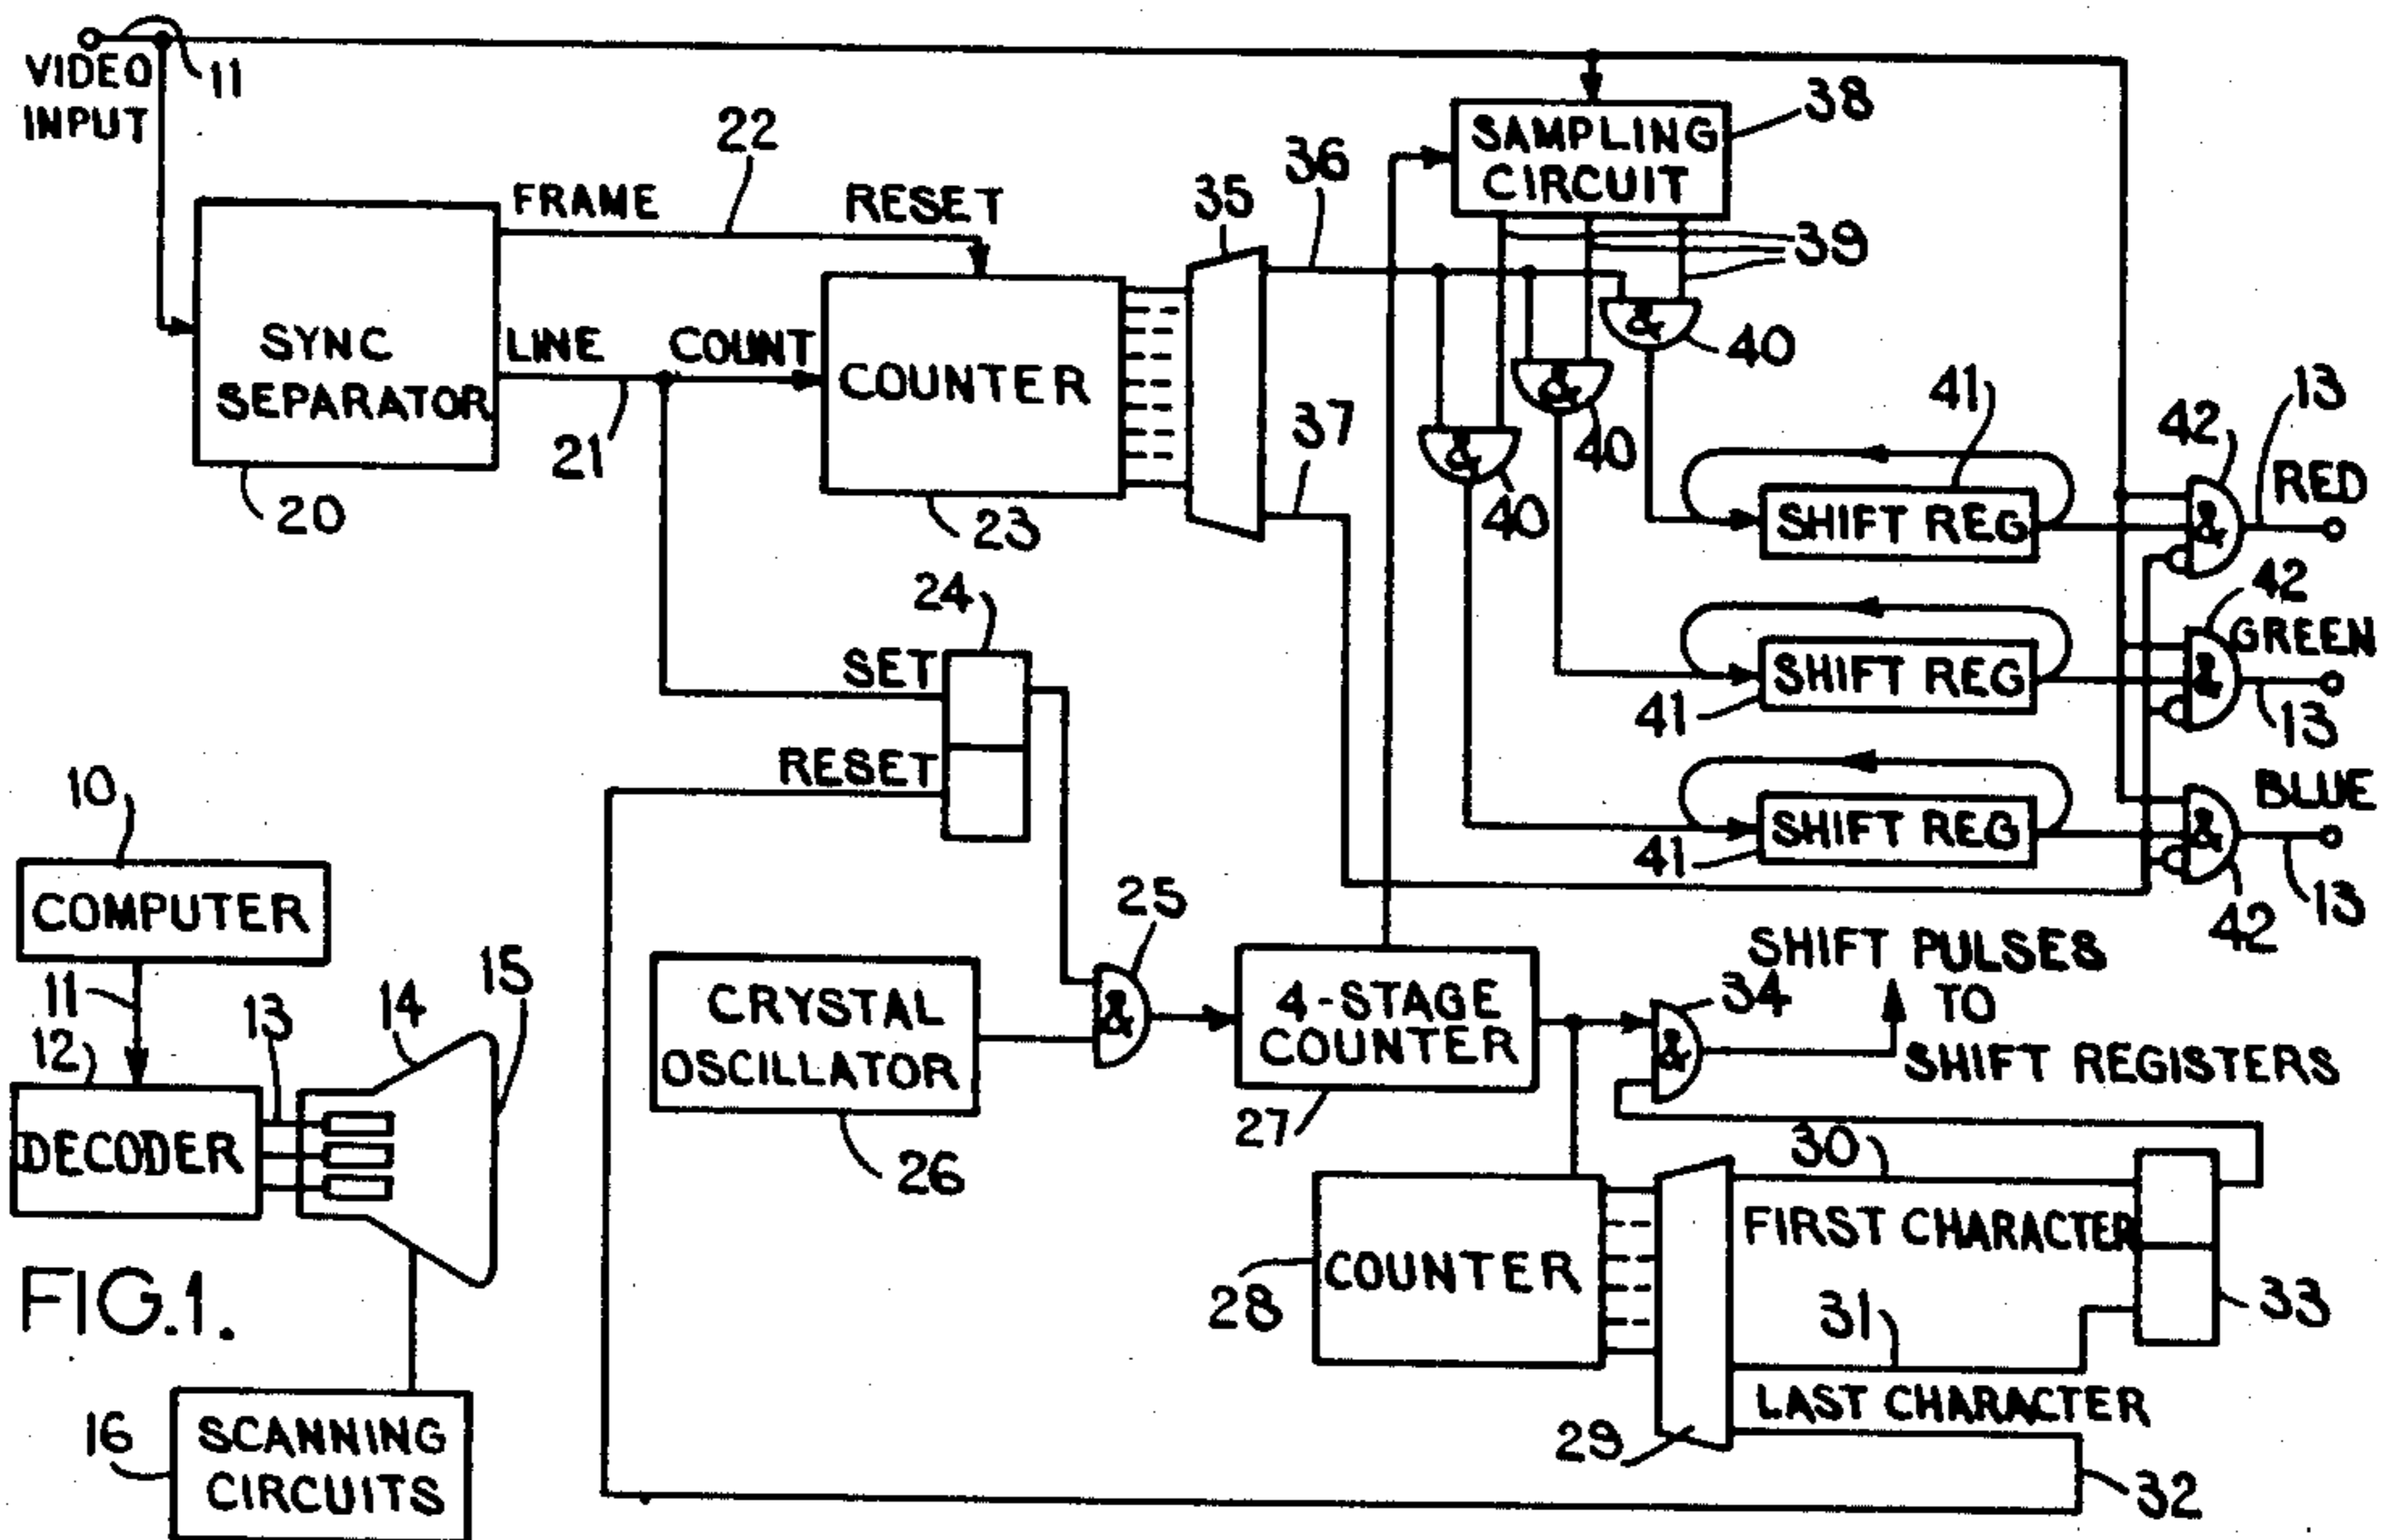 VIDEO
INPUT
11
22
FRAME
RESET
SYNC
SEPARATOR
20
LINE
COUNT
21
COUNTER
23
35
36
37
SAMPLING
CIRCUIT
38
39
&
40
&
40
&
40
41
SHIFT REG
&
42
13
RED
41
SHIFT REG
&
42
GREEN
13
41
SHIFT REG
&
42
BLUE
13
24
SET
RESET
10
COMPUTER
11
12
DECODER
13
14
15
FIG.1.
16
SCANNING
CIRCUITS
CRYSTAL
OSCILLATOR
26
25
&
4-STAGE
COUNTER
27
34
&
SHIFT PULSES
TO
SHIFT REGISTERS
COUNTER
28
29
30
FIRST CHARACTER
31
LAST CHARACTER
33
32